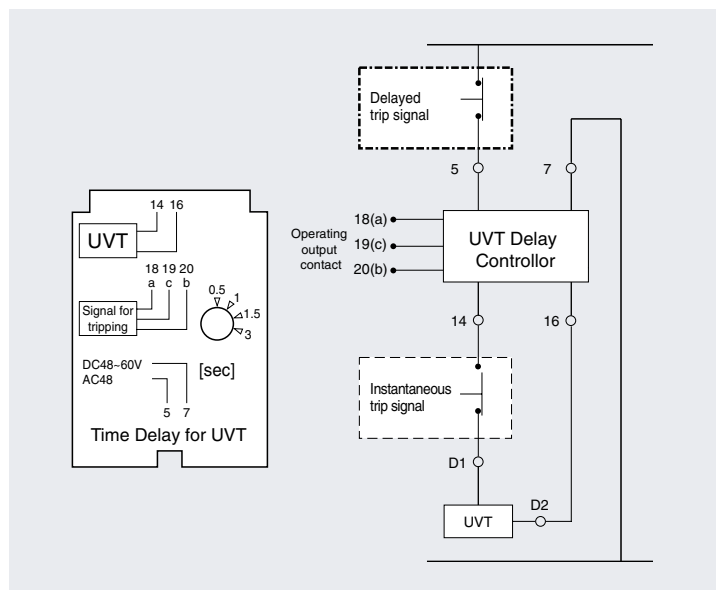 14 16
UVT
18 19 20
a c b
Signal for
tripping
0.5
1
1.5
3
DC48~60V
AC48
[sec]
5 7
Time Delay for UVT
Delayed
trip signal
5
7
18(a)
19(c)
20(b)
Operating
output
contact
UVT Delay
Controllor
14
16
Instantaneous
trip signal
D1
D2
UVT